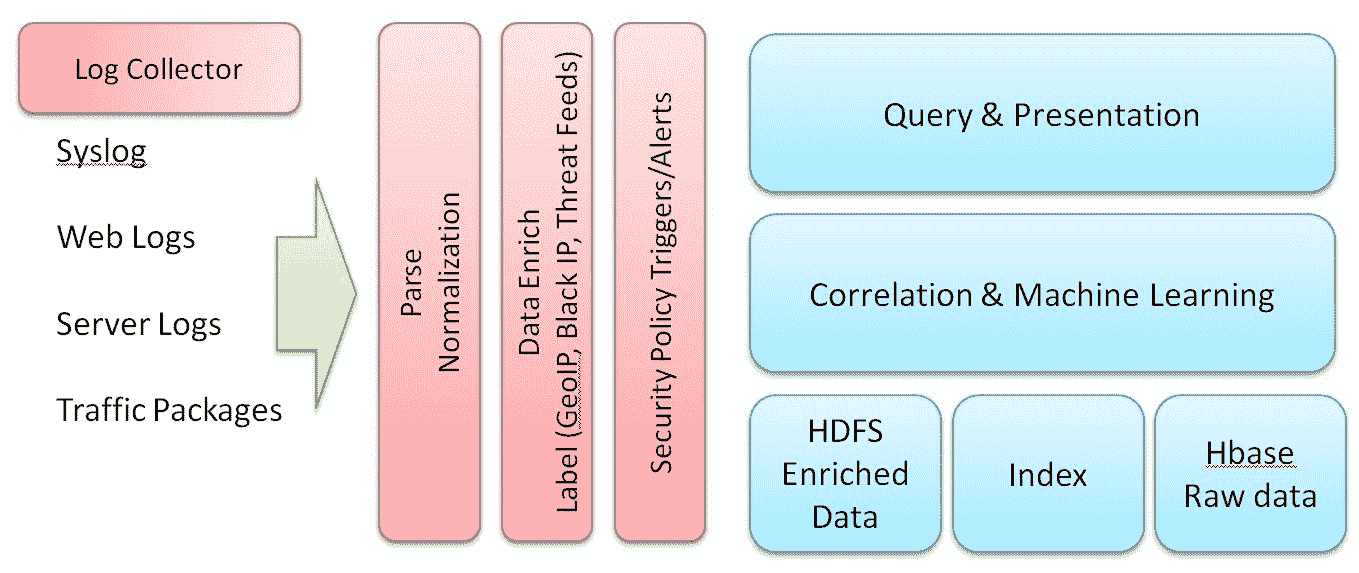 Log Collector
Syslog
Web Logs
Server Logs
Traffic Packages
Parse
Normalization
Data Enrich
Label (GeoIP, Black IP, Threat Feeds)
Security Policy Triggers/Alerts
Query & Presentation
Correlation & Machine Learning
HDFS
Enriched
Data
Index
Hbase
Raw data